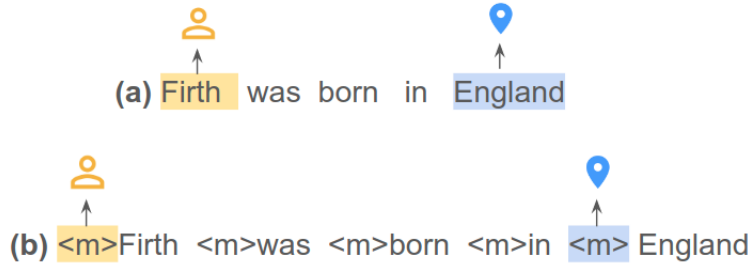 (a) Firth was born in England
(b) <m>Firth <m>was <m>born <m>in <m> England